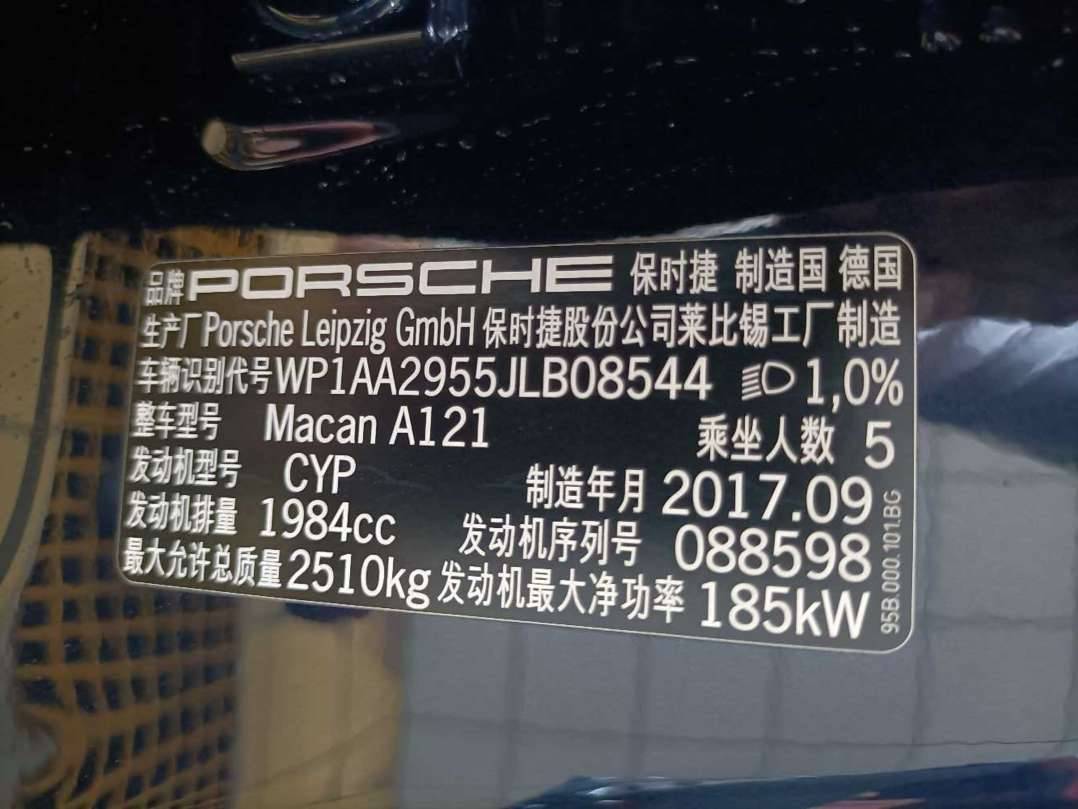 品牌 PORSCHE 保时捷 制造国 德国
生产厂 Porsche Leipzig GmbH 保时捷股份公司莱比锡工厂制造
车辆识别代号 WP1AA2955JLB08544 1,0%
整车型号 Macan A121 乘坐人数 5
发动机型号 CYP 制造年月 2017.09
发动机排量 1984cc 发动机序列号 088598
最大允许总质量 2510kg 发动机最大净功率 185kW
95B.000.101.BG